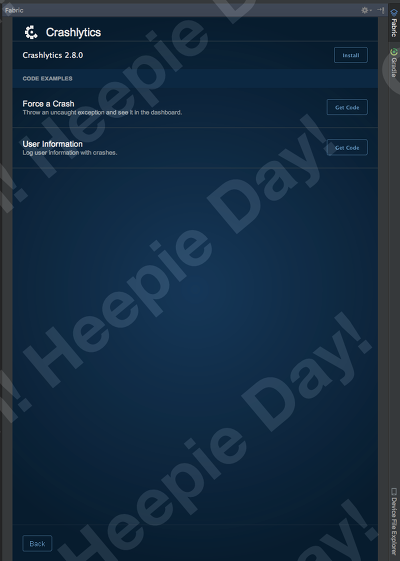 Fabric
Crashlytics
Crashlytics 2.8.0
Install
CODE EXAMPLES
Force a Crash
Throw an uncaught exception and see it in the dashboard.
Get Code
User Information
Log user information with crashes.
Get Code
Back
Fabric
Gradle
Device File Explorer
Heepie Day!
Heepie Day!
Heepie Day!
Day!